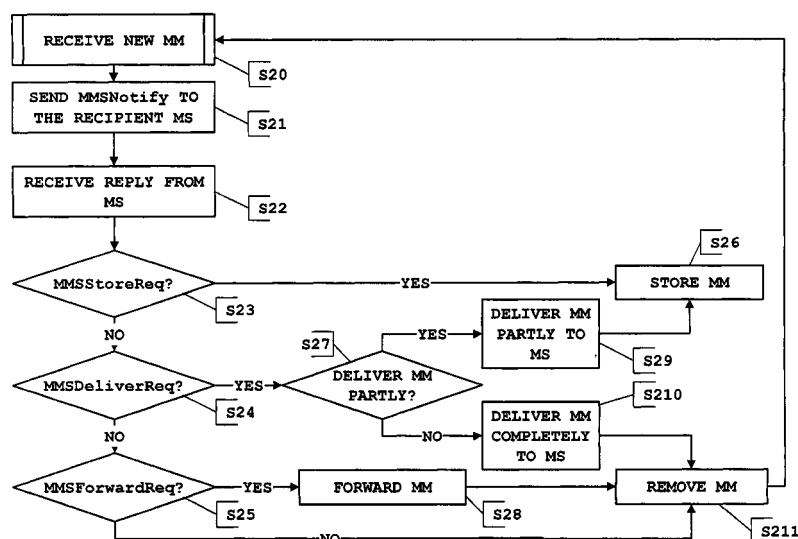 RECEIVE NEW MM
S20
SEND MMSNotify TO
THE RECIPIENT MS
S21
RECEIVE REPLY FROM
MS
S22
MMSStoreReq?
S23
YES
S26
STORE MM
NO
MMSDeliverReq?
S24
YES
S27
DELIVER MM
PARTLY?
YES
DELIVER MM
PARTLY TO
MS
S29
NO
DELIVER MM
COMPLETELY
TO MS
S210
NO
MMSForwardReq?
S25
YES
FORWARD MM
S28
REMOVE MM
S211
NO